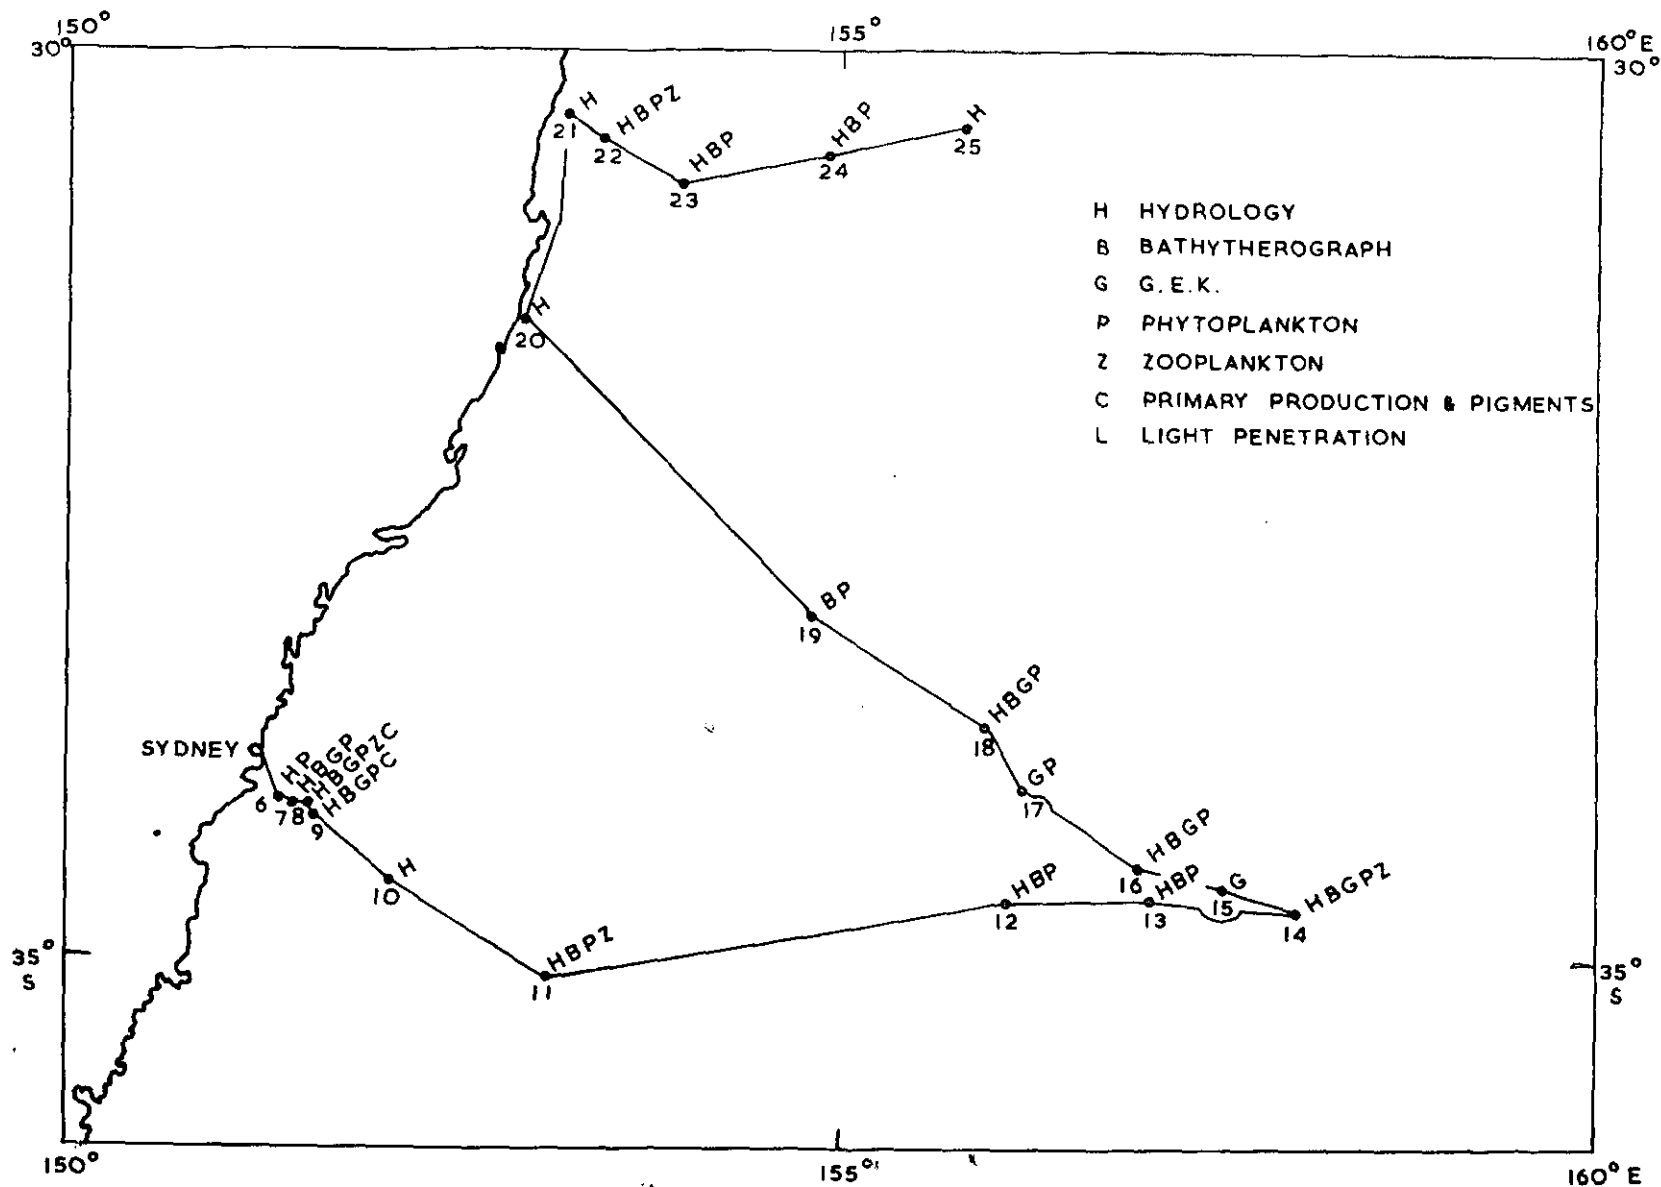 150°
155°
160° E
30°
30°
H
21
HBPZ
22
HBP
23
HBP
24
H
25
H HYDROLOGY
B BATHYTHEROGRAPH
G G.E.K.
P PHYTOPLANKTON
Z ZOOPLANKTON
C PRIMARY PRODUCTION & PIGMENTS
L LIGHT PENETRATION
H
20
BP
19
HBGP
18
GP
17
SYDNEY
HP
HBGP
HBGPZC
HBGPC
6
7
8
9
H
10
HBGP
16
HBP
12
HBP
13
G
15
HBGPZ
14
HBPZ
11
35°
S
35°
S
150°
155°
160° E